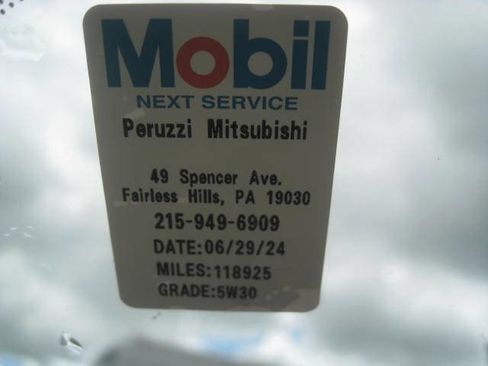 Mobil
NEXT SERVICE
Peruzzi Mitsubishi
49 Spencer Ave.
Fairless Hills, PA 19030
215-949-6909
DATE:06/29/24
MILES:118925
GRADE:5W30